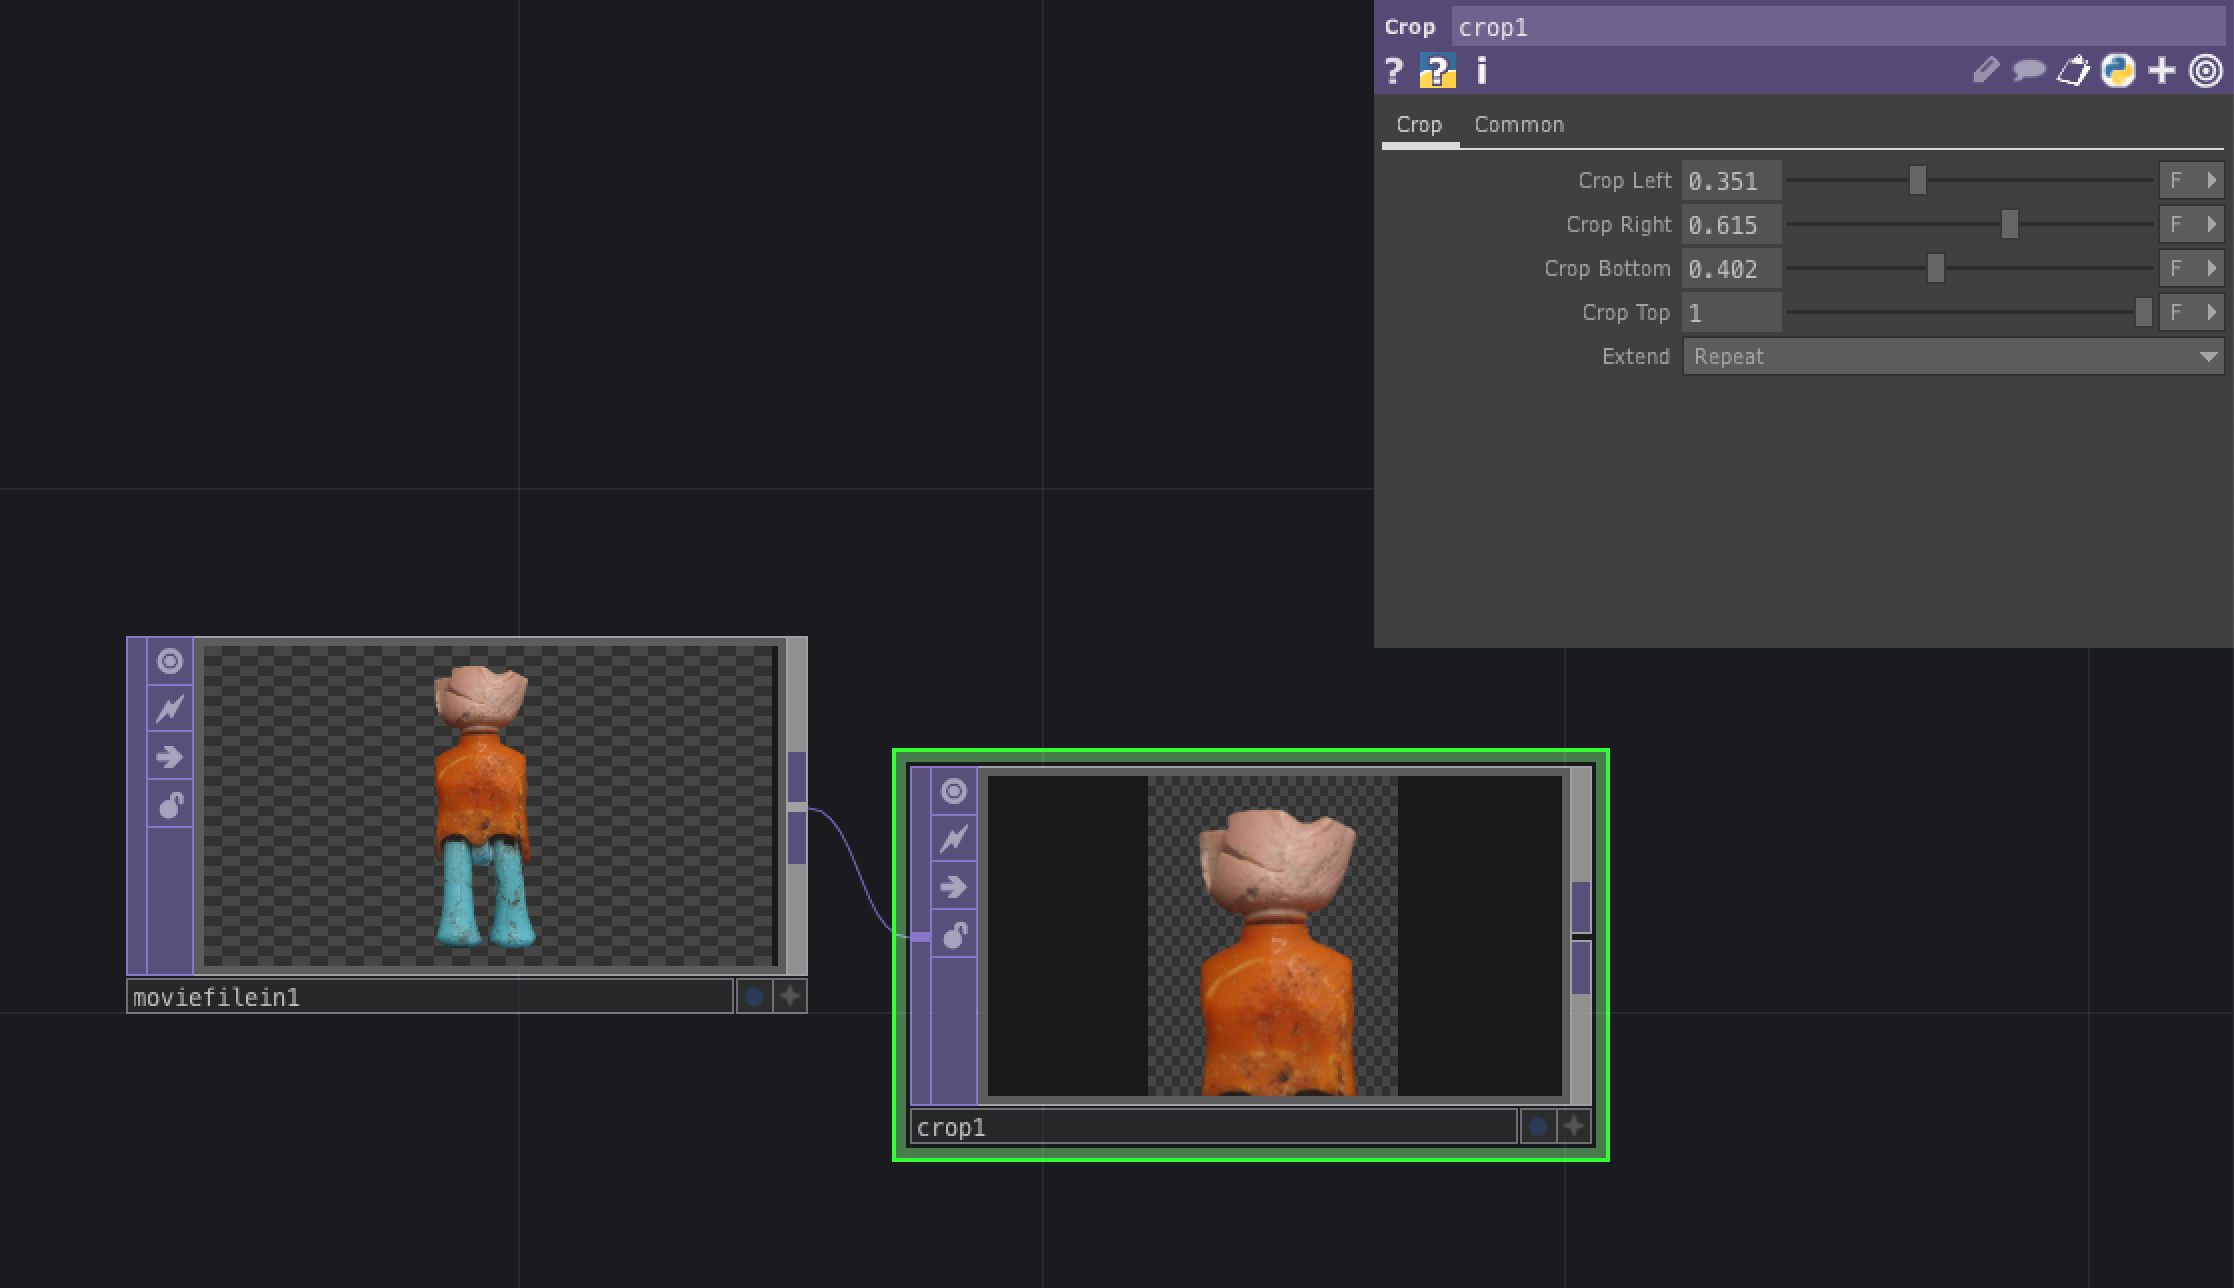 Crop crop1
? ? i
Crop Common
Crop Left 0.351 F
Crop Right 0.615 F
Crop Bottom 0.402 F
Crop Top 1 F
Extend Repeat
moviefilein1
crop1